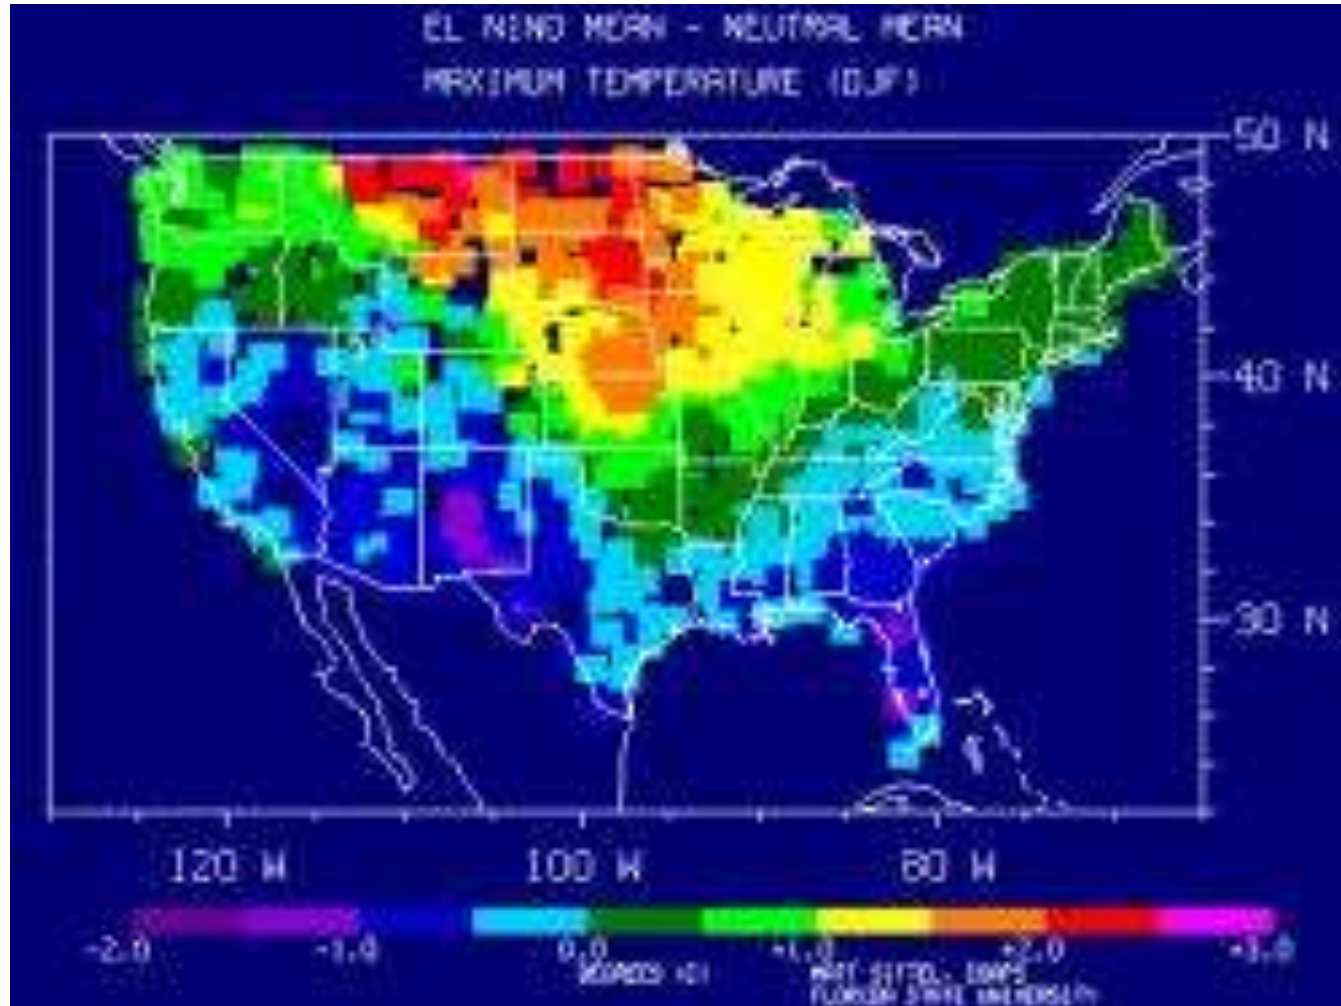 EL NINO MEAN - NEUTRAL MEAN
MAXIMUM TEMPERATURE (DJF)
50 N
40 N
30 N
120 W 100 W 80 W
-2.0 -1.0 0.0 +1.0 +2.0 +3.0
DEGREES (C)
FLORIDA STATE UNIVERSITY